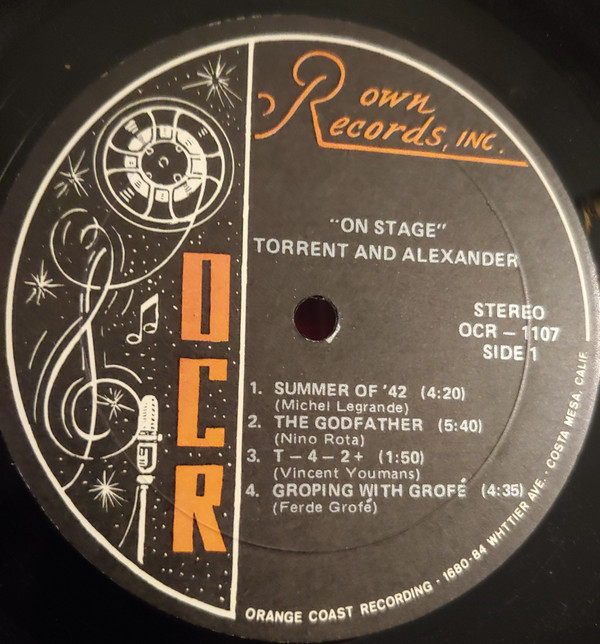 Rown
Records, INC.
OCR
"ON STAGE"
TORRENT AND ALEXANDER
STEREO
OCR – 1107
SIDE 1
1. SUMMER OF '42 (4:20)
(Michel Legrande)
2. THE GODFATHER (5:40)
(Nino Rota)
3. T – 4 – 2 + (1:50)
(Vincent Youmans)
4. GROPING WITH GROFÉ (4:35)
(Ferde Grofé)
ORANGE COAST RECORDING · 1680-84 WHTTIER AVE. · COSTA MESA, CALIF.